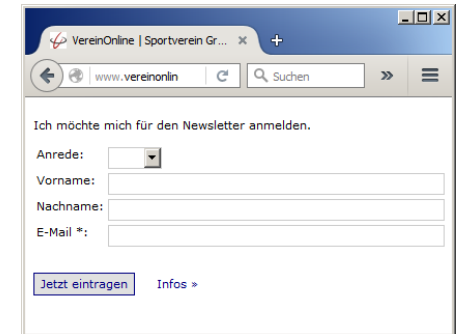 VereinOnline | Sportverein Gr...
www.vereinonlin
Suchen
Ich möchte mich für den Newsletter anmelden.
Anrede:
Vorname:
Nachname:
E-Mail *:
Jetzt eintragen Infos »